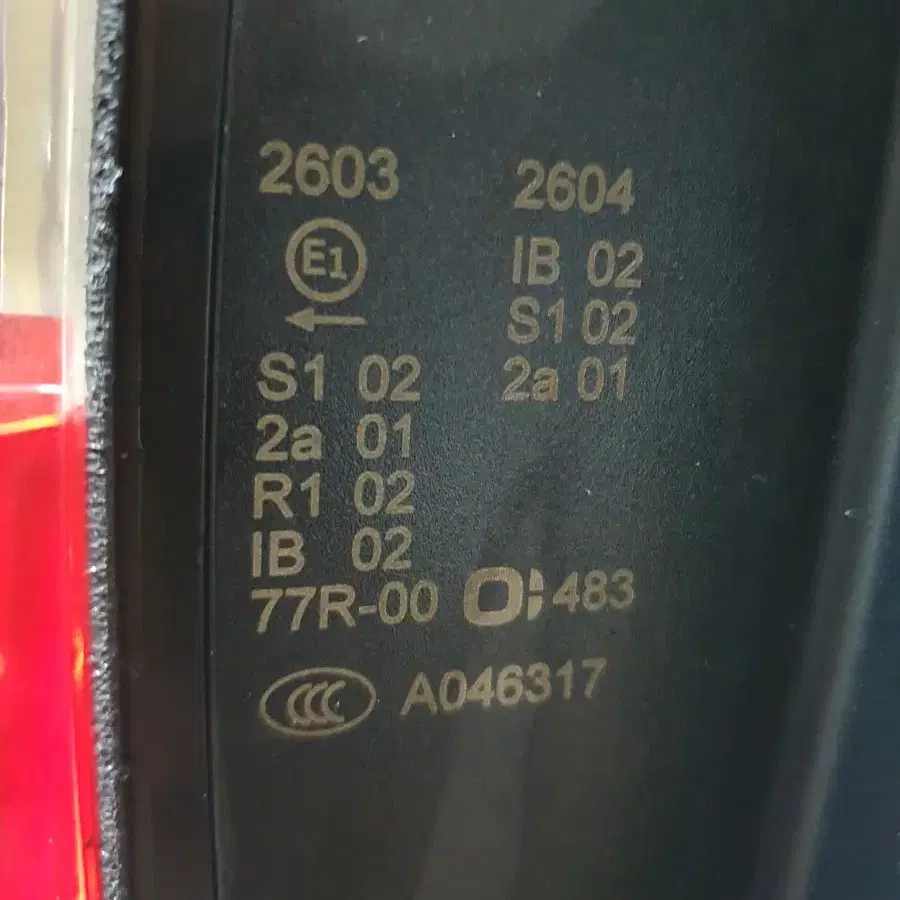 2603
E1
←
S1 02
2a 01
R1 02
IB 02
77R-00
2604
IB 02
S1 02
2a 01
483
CCC A046317